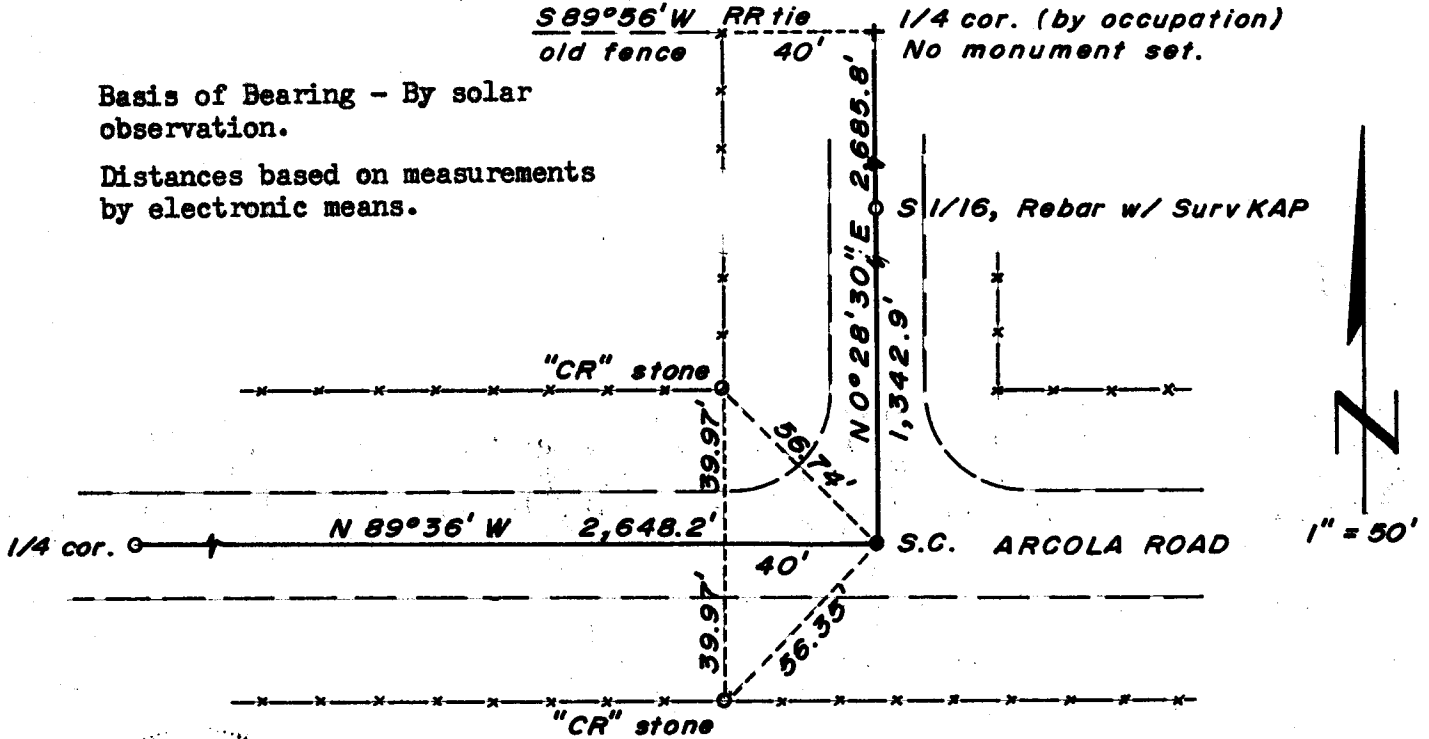 S 89°56' W RR tie
old fence 40'
1/4 cor. (by occupation)
No monument set.
Basis of Bearing - By solar
observation.
Distances based on measurements
by electronic means.
N 0°28'30" E 2,685.8'
1,342.9'
S 1/16, Rebar w/ Surv KAP
"CR" stone
39.97'
56.74'
N
1" = 50'
1/4 cor.
N 89°36' W 2,648.2'
40'
S.C. ARCOLA ROAD
39.97'
56.35'
"CR" stone